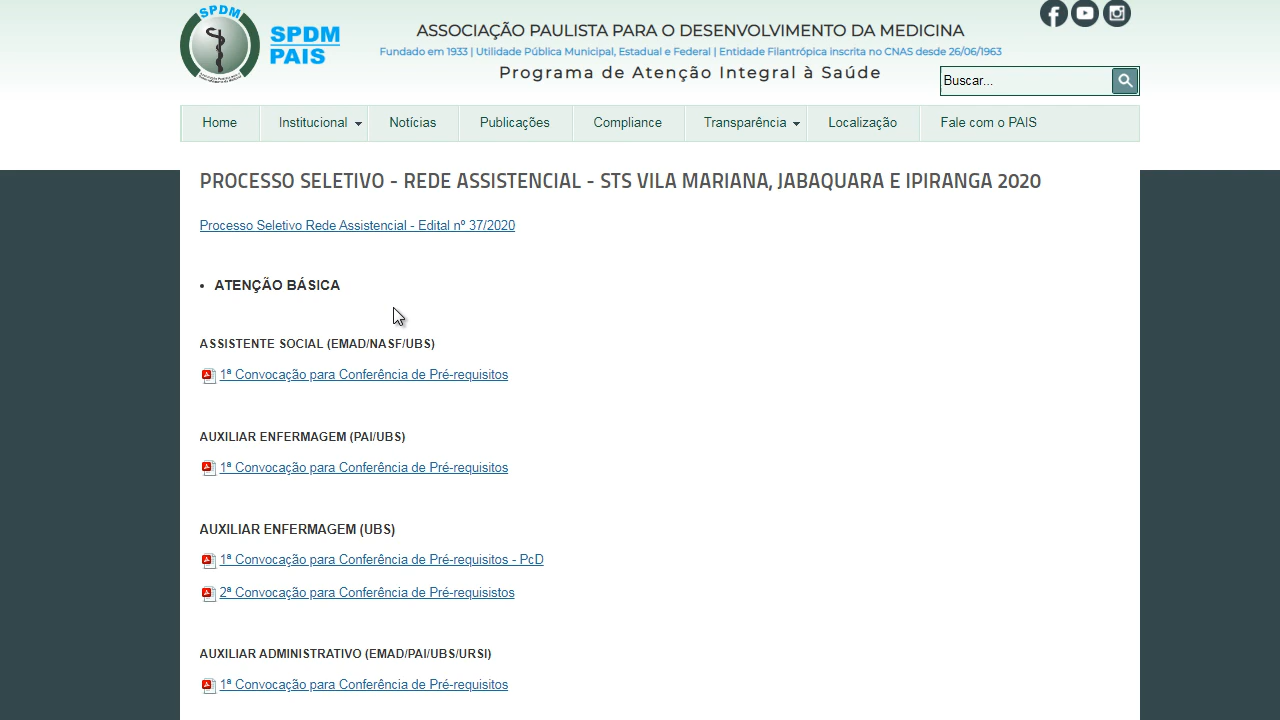 SPDM
SPDM
PAIS
ASSOCIAÇÃO PAULISTA PARA O DESENVOLVIMENTO DA MEDICINA
Fundado em 1933 | Utilidade Pública Municipal, Estadual e Federal | Entidade Filantrópica inscrita no CNAS desde 26/06/1963
Programa de Atenção Integral à Saúde
Buscar...
Home Institucional Notícias Publicações Compliance Transparência Localização Fale com o PAIS
PROCESSO SELETIVO - REDE ASSISTENCIAL - STS VILA MARIANA, JABAQUARA E IPIRANGA 2020
Processo Seletivo Rede Assistencial - Edital nº 37/2020
• ATENÇÃO BÁSICA
ASSISTENTE SOCIAL (EMAD/NASF/UBS)
1ª Convocação para Conferência de Pré-requisitos
AUXILIAR ENFERMAGEM (PAI/UBS)
1ª Convocação para Conferência de Pré-requisitos
AUXILIAR ENFERMAGEM (UBS)
1ª Convocação para Conferência de Pré-requisitos - PcD
2ª Convocação para Conferência de Pré-requisistos
AUXILIAR ADMINISTRATIVO (EMAD/PAI/UBS/URSI)
1ª Convocação para Conferência de Pré-requisitos